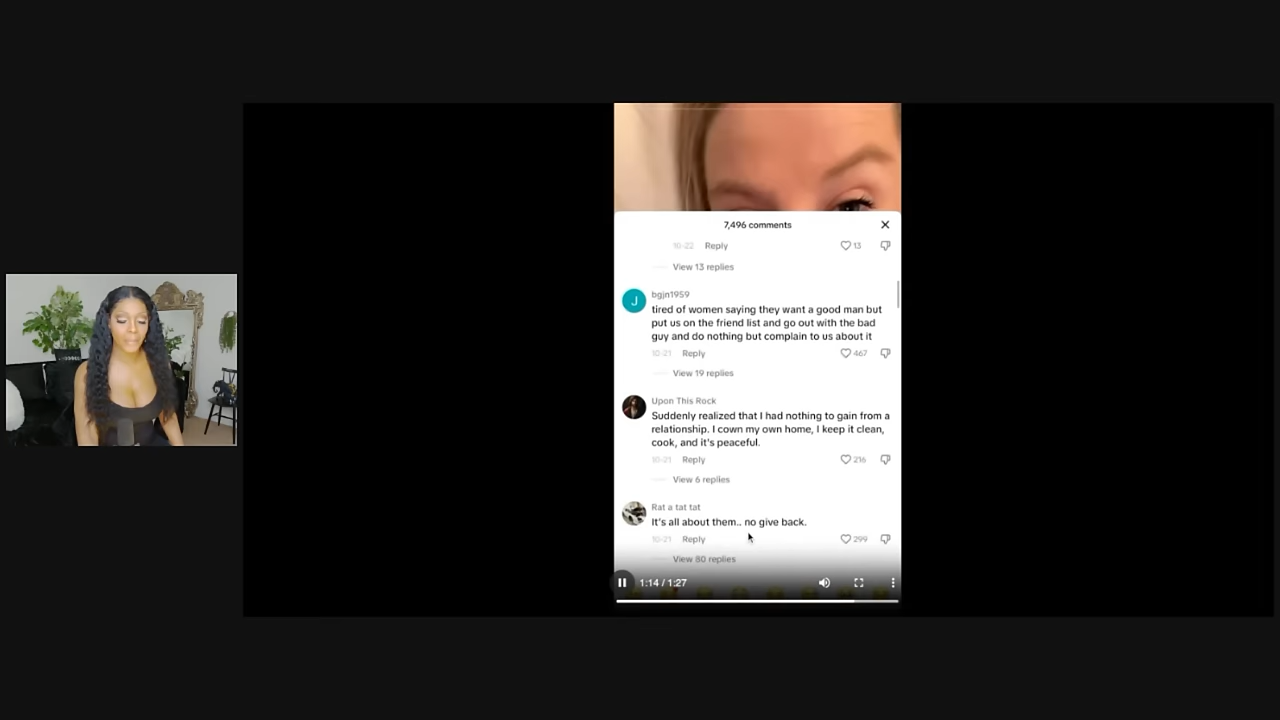 7,496 comments
10-22 Reply 13
View 13 replies
J
bgjn1959
tired of women saying they want a good man but
put us on the friend list and go out with the bad
guy and do nothing but complain to us about it
10-21 Reply 467
View 19 replies
Upon This Rock
Suddenly realized that I had nothing to gain from a
relationship. I cown my own home, I keep it clean,
cook, and it's peaceful.
10-21 Reply 216
View 6 replies
Rat a tat tat
It's all about them.. no give back.
10-21 Reply 299
View 80 replies
1:14 / 1:27